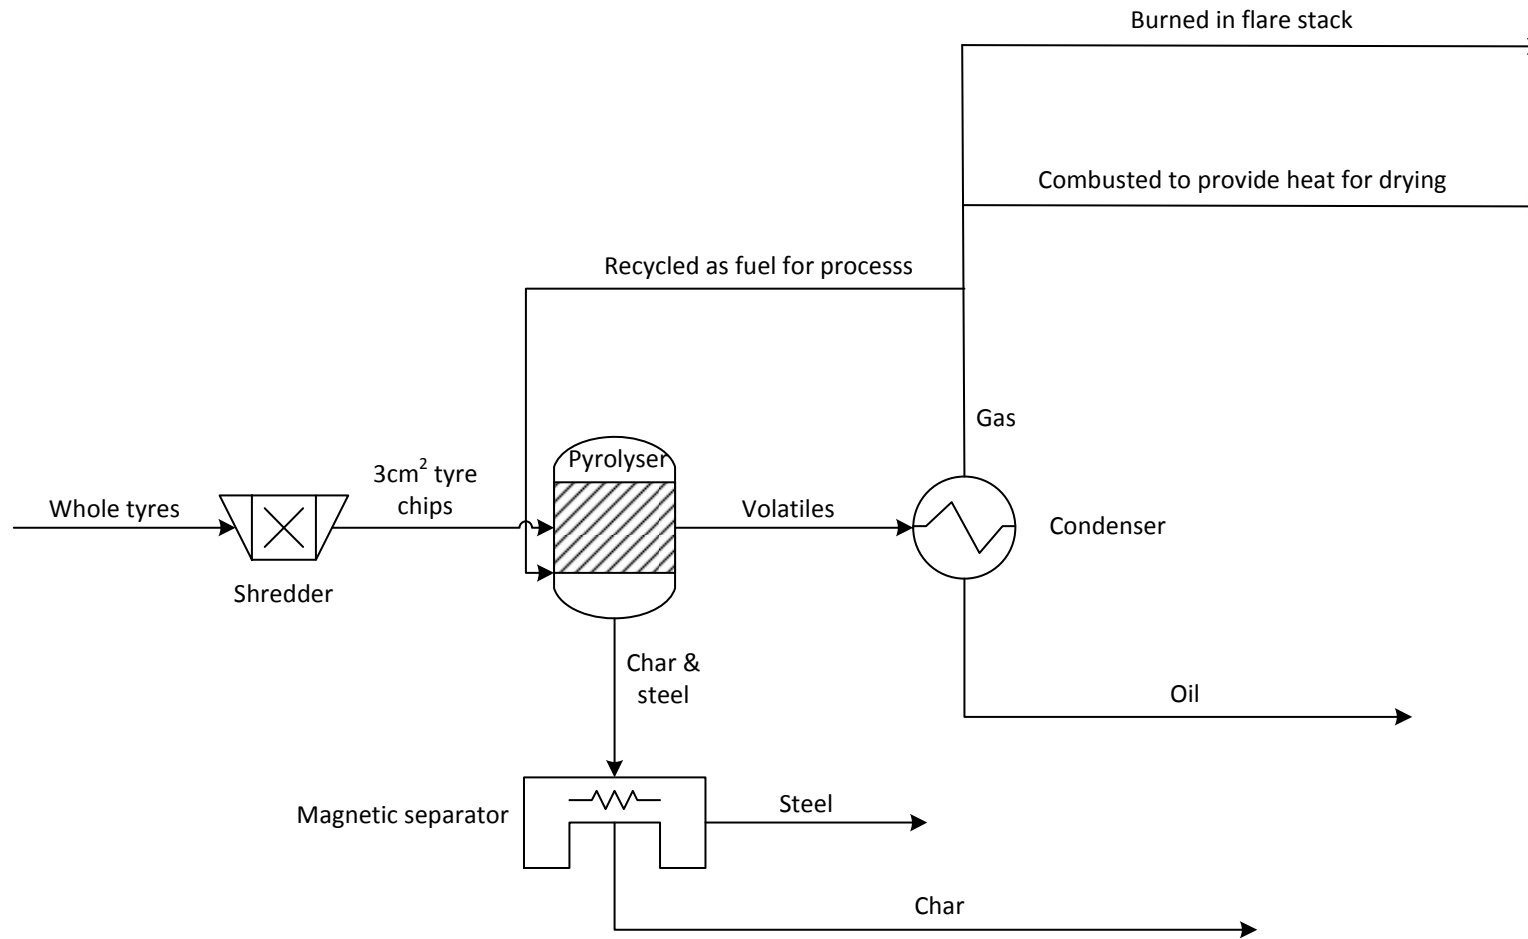 Burned in flare stack
Combusted to provide heat for drying
Recycled as fuel for processs
Gas
Pyrolyser
3cm² tyre
chips
Whole tyres
Volatiles
Condenser
Shredder
Char &
steel
Oil
Magnetic separator
Steel
Char